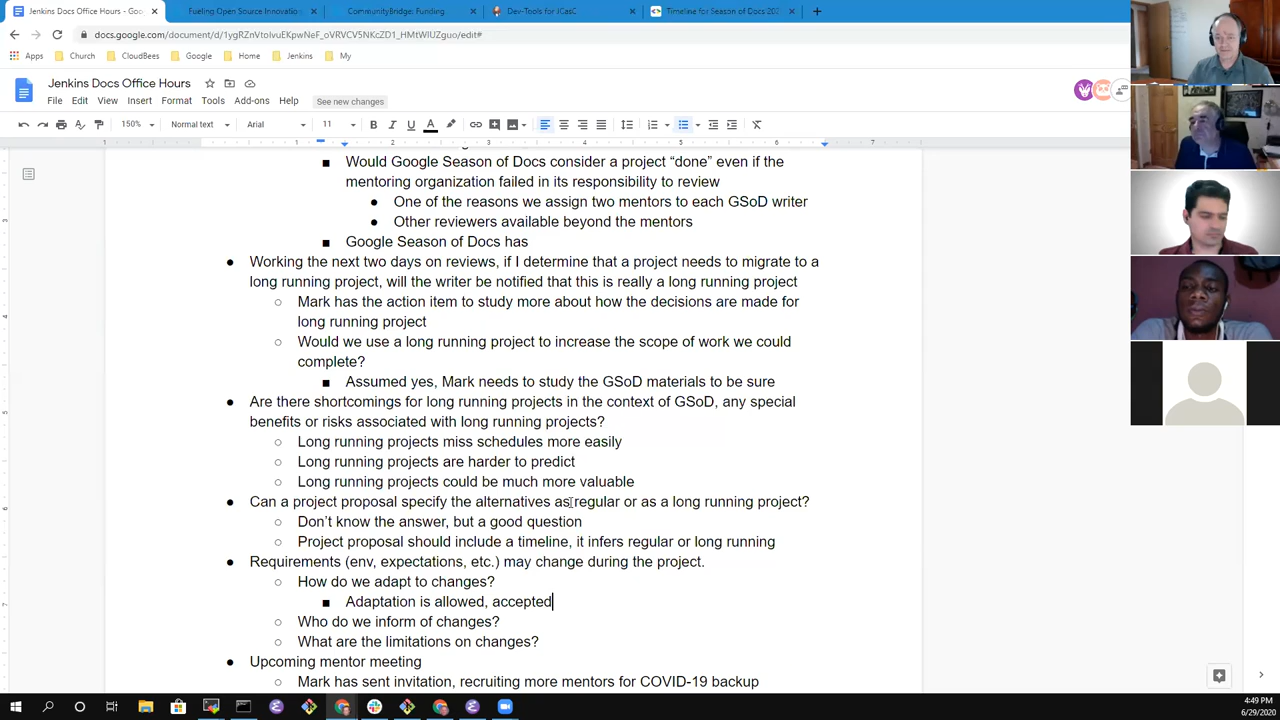 Jenkins Docs Office Hours - Goo
Fueling Open Source Innovatio
CommunityBridge: Funding
Dev-Tools for JCasC
Timeline for Season of Docs 202
docs.google.com/document/d/1ygRZnVtoIvuEKpwNeF_oVRVCV5NKcZD1_HMtWIUZguo/edit#
Apps
Church
CloudBees
Google
Home
Jenkins
My
Jenkins Docs Office Hours
File Edit View Insert Format Tools Add-ons Help See new changes
150% Normal text Arial 11 B I U A
1 1 2 3 4 5 6 7
Would Google Season of Docs consider a project “done” even if the
mentoring organization failed in its responsibility to review
One of the reasons we assign two mentors to each GSoD writer
Other reviewers available beyond the mentors
Google Season of Docs has
Working the next two days on reviews, if I determine that a project needs to migrate to a
long running project, will the writer be notified that this is really a long running project
Mark has the action item to study more about how the decisions are made for
long running project
Would we use a long running project to increase the scope of work we could
complete?
Assumed yes, Mark needs to study the GSoD materials to be sure
Are there shortcomings for long running projects in the context of GSoD, any special
benefits or risks associated with long running projects?
Long running projects miss schedules more easily
Long running projects are harder to predict
Long running projects could be much more valuable
Can a project proposal specify the alternatives as regular or as a long running project?
Don’t know the answer, but a good question
Project proposal should include a timeline, it infers regular or long running
Requirements (env, expectations, etc.) may change during the project.
How do we adapt to changes?
Adaptation is allowed, accepted
Who do we inform of changes?
What are the limitations on changes?
Upcoming mentor meeting
Mark has sent invitation, recruiting more mentors for COVID-19 backup
4:49 PM
6/29/2020